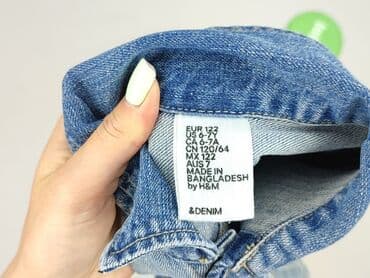 EUR 122
US 6-7Y
CA 6-7A
CN 120/64
MX 122
AUS 7
MADE IN
BANGLADESH
by H&M
&DENIM